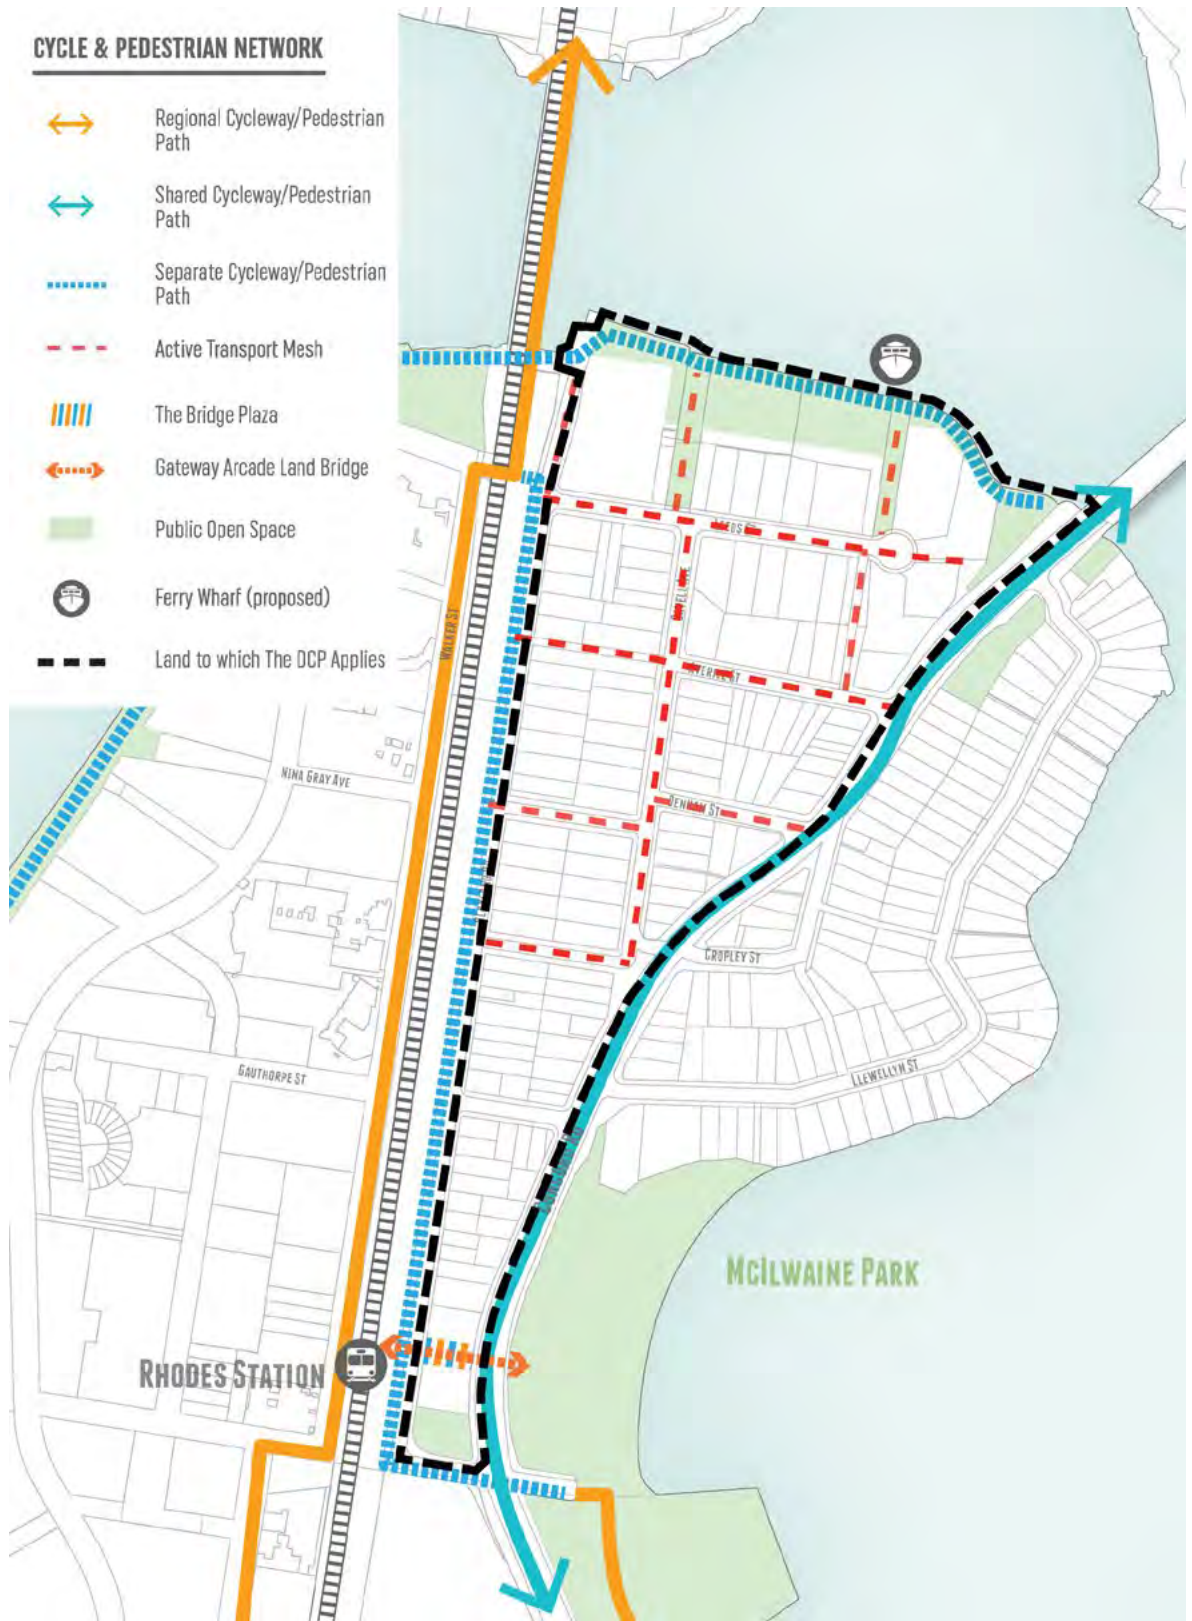 CYCLE & PEDESTRIAN NETWORK
Regional Cycleway/Pedestrian
Path
Shared Cycleway/Pedestrian
Path
Separate Cycleway/Pedestrian
Path
Active Transport Mesh
The Bridge Plaza
Gateway Arcade Land Bridge
Public Open Space
Ferry Wharf (proposed)
Land to which The DCP Applies
WALKER ST
NINA GRAY AVE
DENHAM ST
CROPLEY ST
GAUTHORPE ST
LLEWELLYN ST
MCILWAINE PARK
RHODES STATION